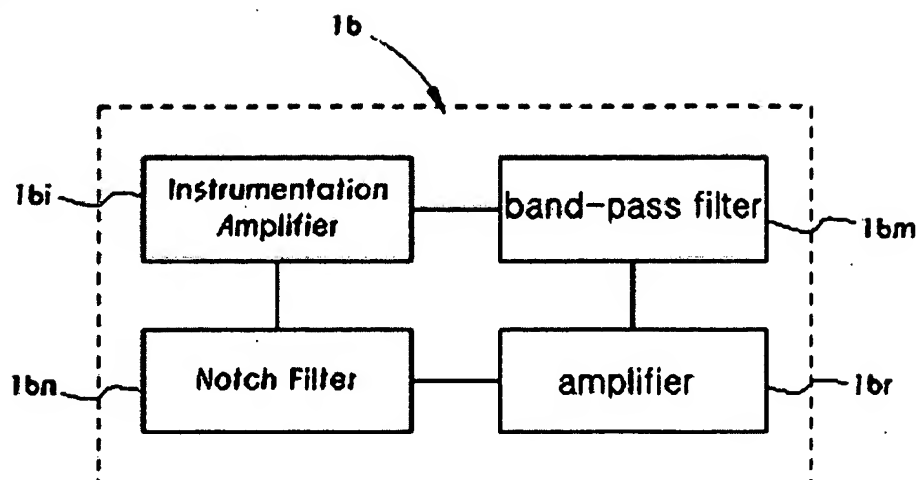 1b
1bi
Instrumentation
Amplifier
band-pass filter
1bm
1bn
Notch Filter
amplifier
1br